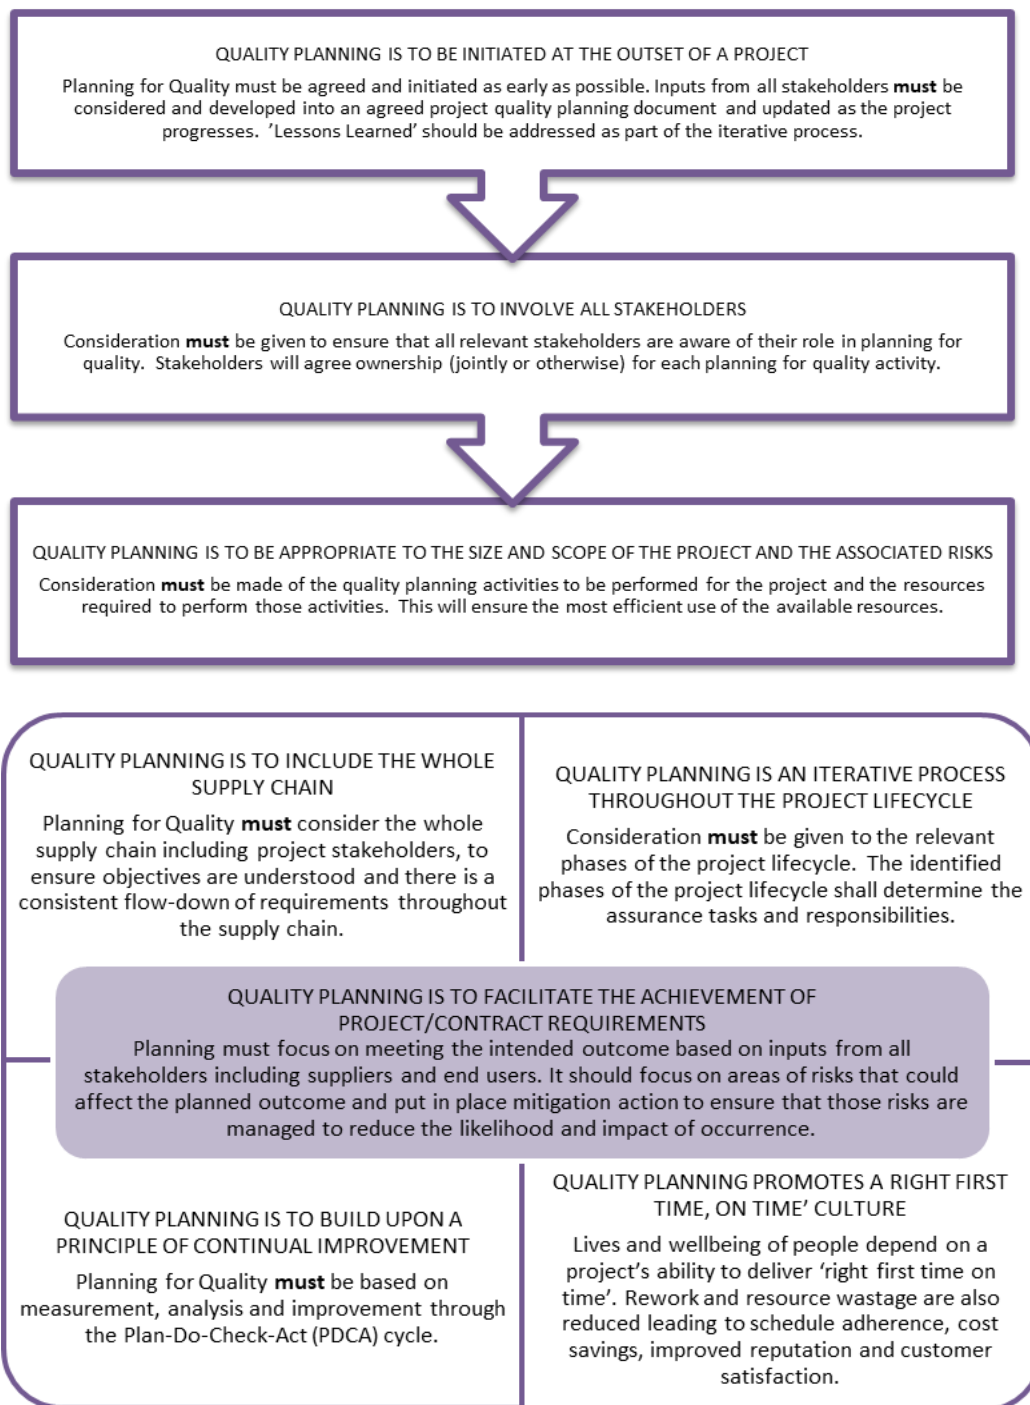 QUALITY PLANNING IS TO BE INITIATED AT THE OUTSET OF A PROJECT
Planning for Quality must be agreed and initiated as early as possible. Inputs from all stakeholders must be
considered and developed into an agreed project quality planning document and updated as the project
progresses. ’Lessons Learned’ should be addressed as part of the iterative process.
QUALITY PLANNING IS TO INVOLVE ALL STAKEHOLDERS
Consideration must be given to ensure that all relevant stakeholders are aware of their role in planning for
quality. Stakeholders will agree ownership (jointly or otherwise) for each planning for quality activity.
QUALITY PLANNING IS TO BE APPROPRIATE TO THE SIZE AND SCOPE OF THE PROJECT AND THE ASSOCIATED RISKS
Consideration must be made of the quality planning activities to be performed for the project and the resources
required to perform those activities. This will ensure the most efficient use of the available resources.
QUALITY PLANNING IS TO INCLUDE THE WHOLE
SUPPLY CHAIN
Planning for Quality must consider the whole
supply chain including project stakeholders, to
ensure objectives are understood and there is a
consistent flow-down of requirements throughout
the supply chain.
QUALITY PLANNING IS AN ITERATIVE PROCESS
THROUGHOUT THE PROJECT LIFECYCLE
Consideration must be given to the relevant
phases of the project lifecycle. The identified
phases of the project lifecycle shall determine the
assurance tasks and responsibilities.
QUALITY PLANNING IS TO FACILITATE THE ACHIEVEMENT OF
PROJECT/CONTRACT REQUIREMENTS
Planning must focus on meeting the intended outcome based on inputs from all
stakeholders including suppliers and end users. It should focus on areas of risks that could
affect the planned outcome and put in place mitigation action to ensure that those risks are
managed to reduce the likelihood and impact of occurrence.
QUALITY PLANNING IS TO BUILD UPON A
PRINCIPLE OF CONTINUAL IMPROVEMENT
Planning for Quality must be based on
measurement, analysis and improvement through
the Plan-Do-Check-Act (PDCA) cycle.
QUALITY PLANNING PROMOTES A RIGHT FIRST
TIME, ON TIME’ CULTURE
Lives and wellbeing of people depend on a
project’s ability to deliver ‘right first time on
time’. Rework and resource wastage are also
reduced leading to schedule adherence, cost
savings, improved reputation and customer
satisfaction.